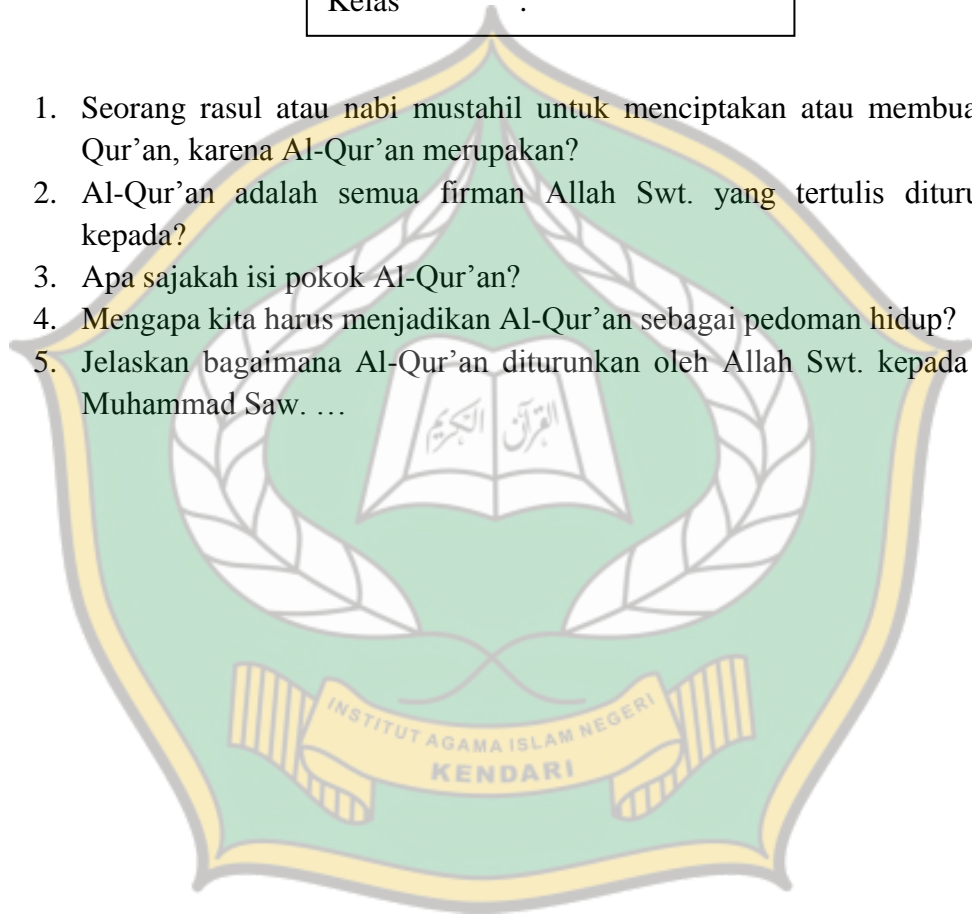 Kelas .
1. Seorang rasul atau nabi mustahil untuk menciptakan atau membua
Qur’an, karena Al-Qur’an merupakan?
2. Al-Qur’an adalah semua firman Allah Swt. yang tertulis dituru
kepada?
3. Apa sajakah isi pokok Al-Qur’an?
4. Mengapa kita harus menjadikan Al-Qur’an sebagai pedoman hidup?
5. Jelaskan bagaimana Al-Qur’an diturunkan oleh Allah Swt. kepada
Muhammad Saw. …
القرآن الكريم
INSTITUT AGAMA ISLAM NEGERI
KENDARI